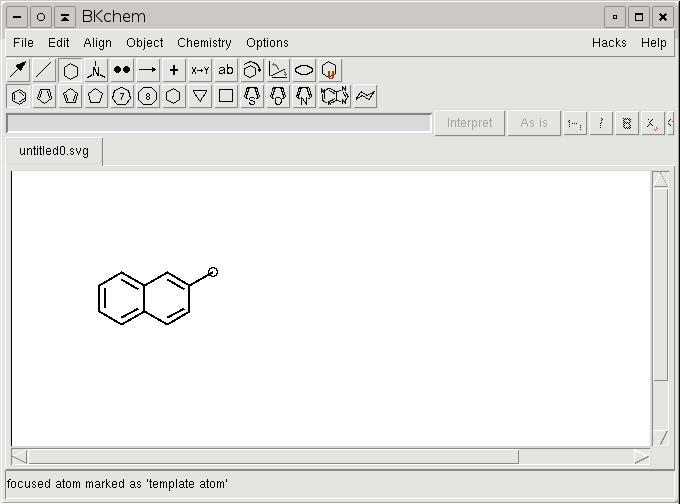 BKchem
File Edit Align Object Chemistry Options Hacks Help
N X→Y ab U
7 8 S O N N N N N
Interpret As is B X₂
untitled0.svg
focused atom marked as 'template atom'